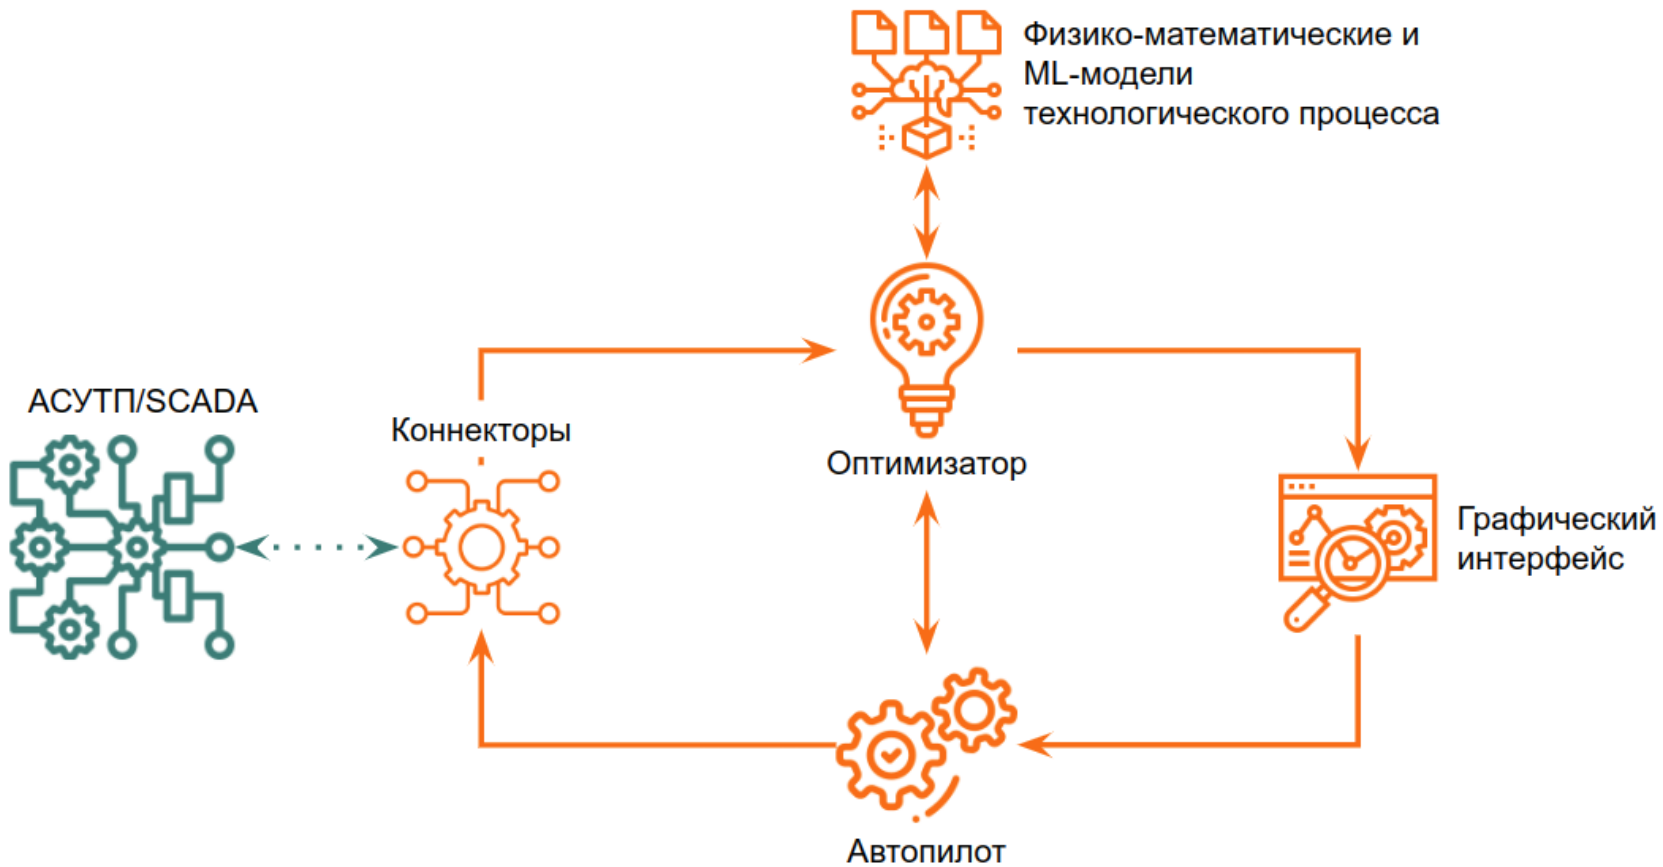 Физико-математические и
ML-модели
технологического процесса
АСУТП/SCADA
Коннекторы
Оптимизатор
Графический
интерфейс
Автопилот